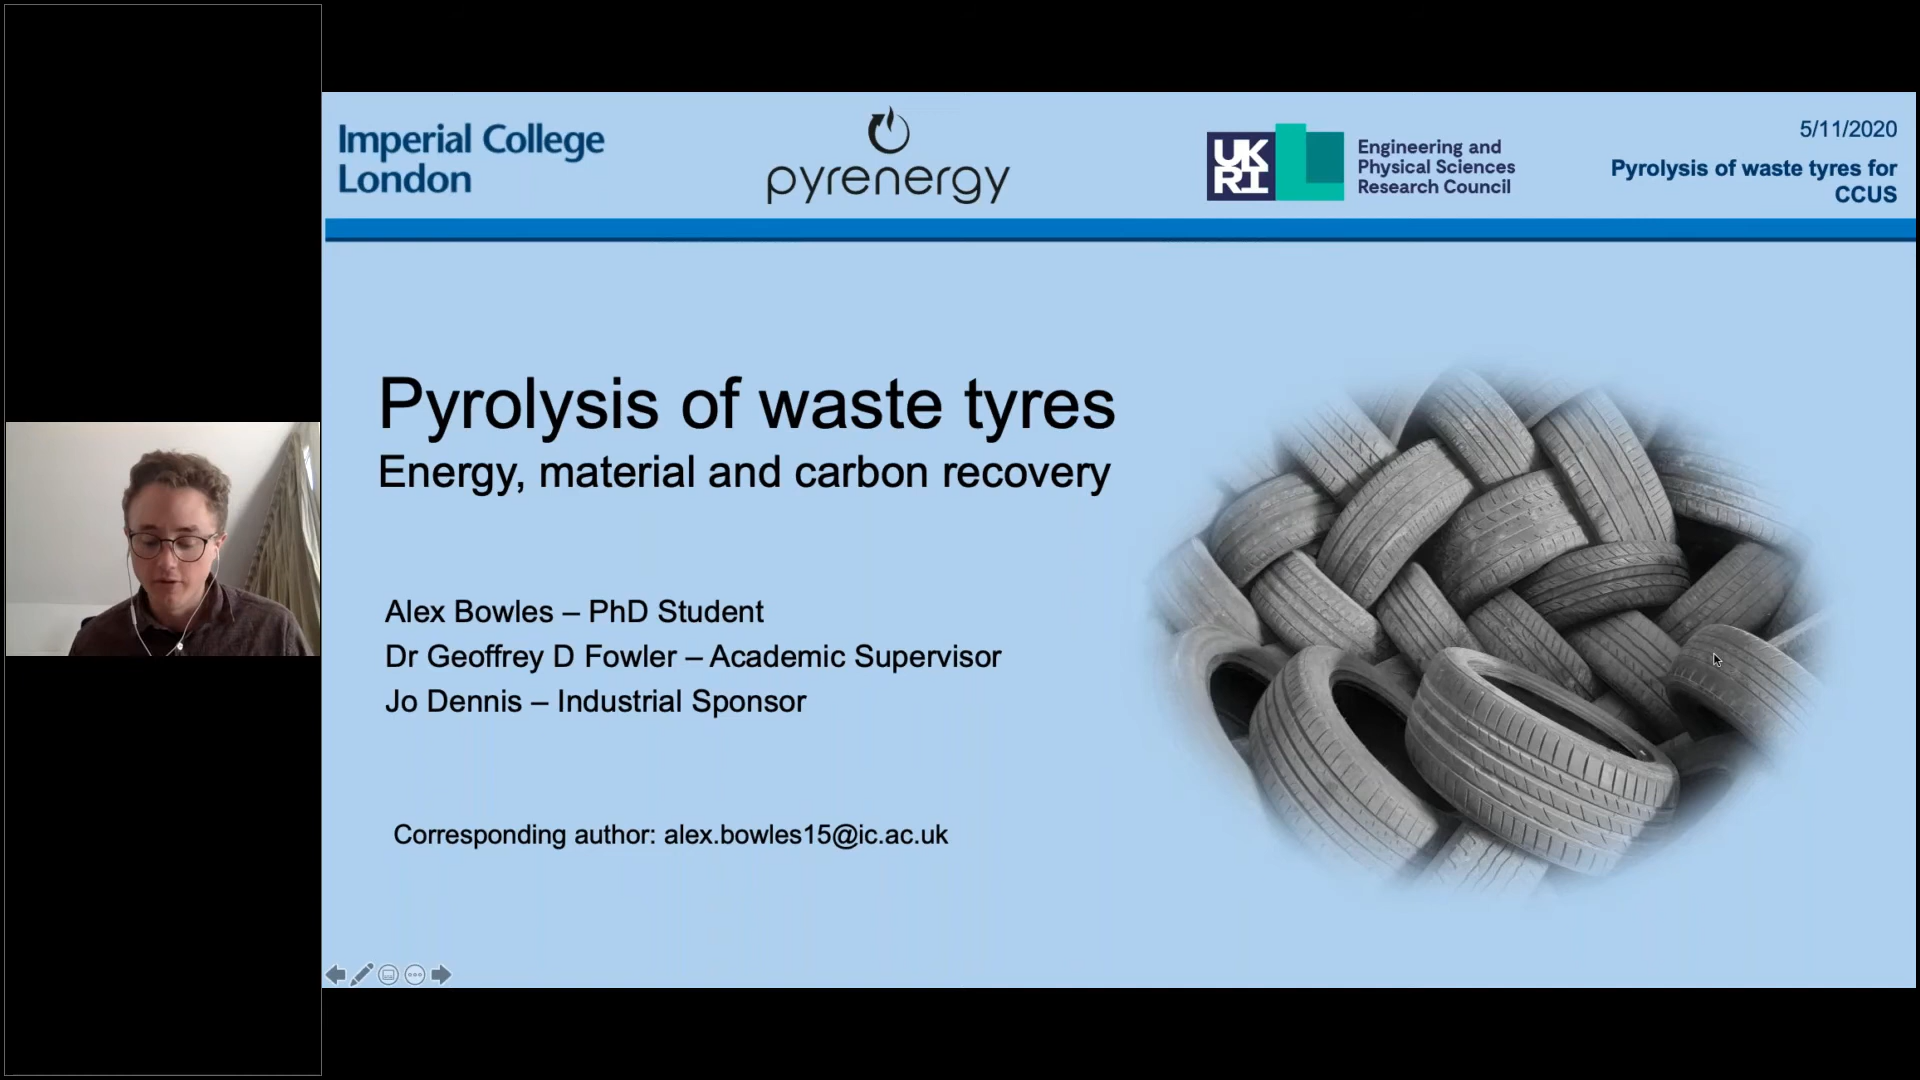 Imperial College
London
pyrenergy
UK
RI
Engineering and
Physical Sciences
Research Council
5/11/2020
Pyrolysis of waste tyres for
CCUS
Pyrolysis of waste tyres
Energy, material and carbon recovery
Alex Bowles – PhD Student
Dr Geoffrey D Fowler – Academic Supervisor
Jo Dennis – Industrial Sponsor
Corresponding author: alex.bowles15@ic.ac.uk